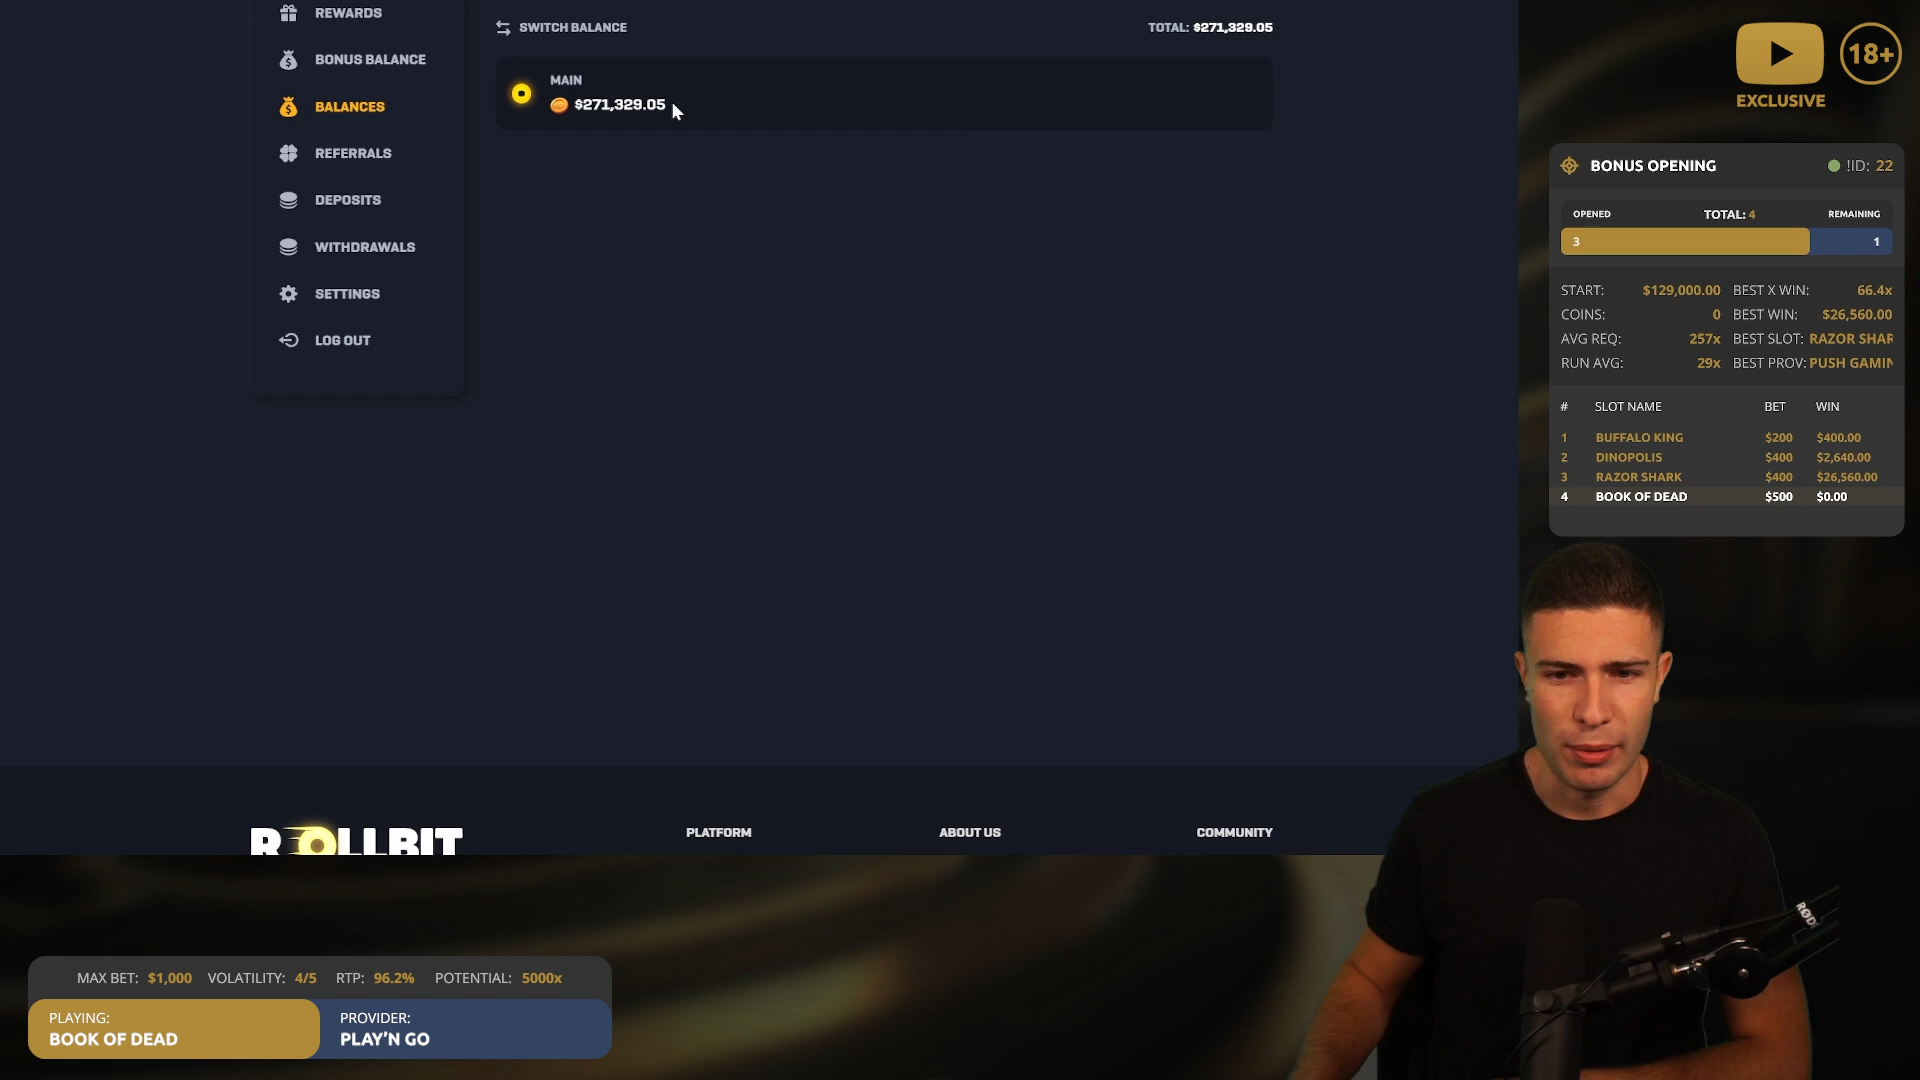 REWARDS
BONUS BALANCE
BALANCES
REFERRALS
DEPOSITS
WITHDRAWALS
SETTINGS
LOG OUT
SWITCH BALANCE
TOTAL: $271,329.05
MAIN
$271,329.05
EXCLUSIVE
18+
BONUS OPENING
!ID: 22
OPENED TOTAL: 4 REMAINING
3 1
START: $129,000.00 BEST X WIN: 66.4x
COINS: 0 BEST WIN: $26,560.00
AVG REQ: 257x BEST SLOT: RAZOR SHAR
RUN AVG: 29x BEST PROV: PUSH GAMIN
# SLOT NAME BET WIN
1 BUFFALO KING $200 $400.00
2 DINOPOLIS $400 $2,640.00
3 RAZOR SHARK $400 $26,560.00
4 BOOK OF DEAD $500 $0.00
ROLLBIT
PLATFORM
ABOUT US
COMMUNITY
RØD
MAX BET: $1,000 VOLATILITY: 4/5 RTP: 96.2% POTENTIAL: 5000x
PLAYING:
BOOK OF DEAD
PROVIDER:
PLAY'N GO